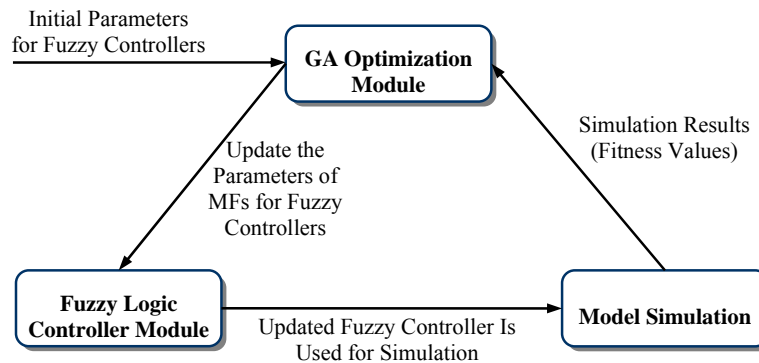 Initial Parameters
for Fuzzy Controllers
GA Optimization
Module
Simulation Results
(Fitness Values)
Update the
Parameters of
MFs for Fuzzy
Controllers
Fuzzy Logic
Controller Module
Updated Fuzzy Controller Is
Used for Simulation
Model Simulation